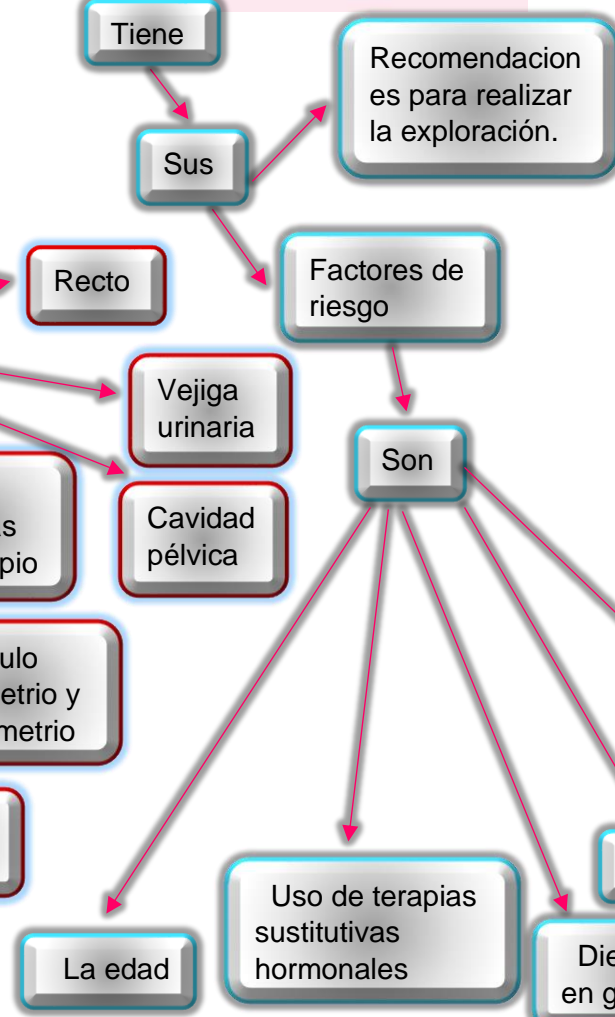 Tiene
Recomendacion
es para realizar
la exploración.
Sus
Recto
Factores de
riesgo
Vejiga
urinaria
Son
Cavidad
pélvica
y
La edad
Uso de terapias
sustitutivas
hormonales
en